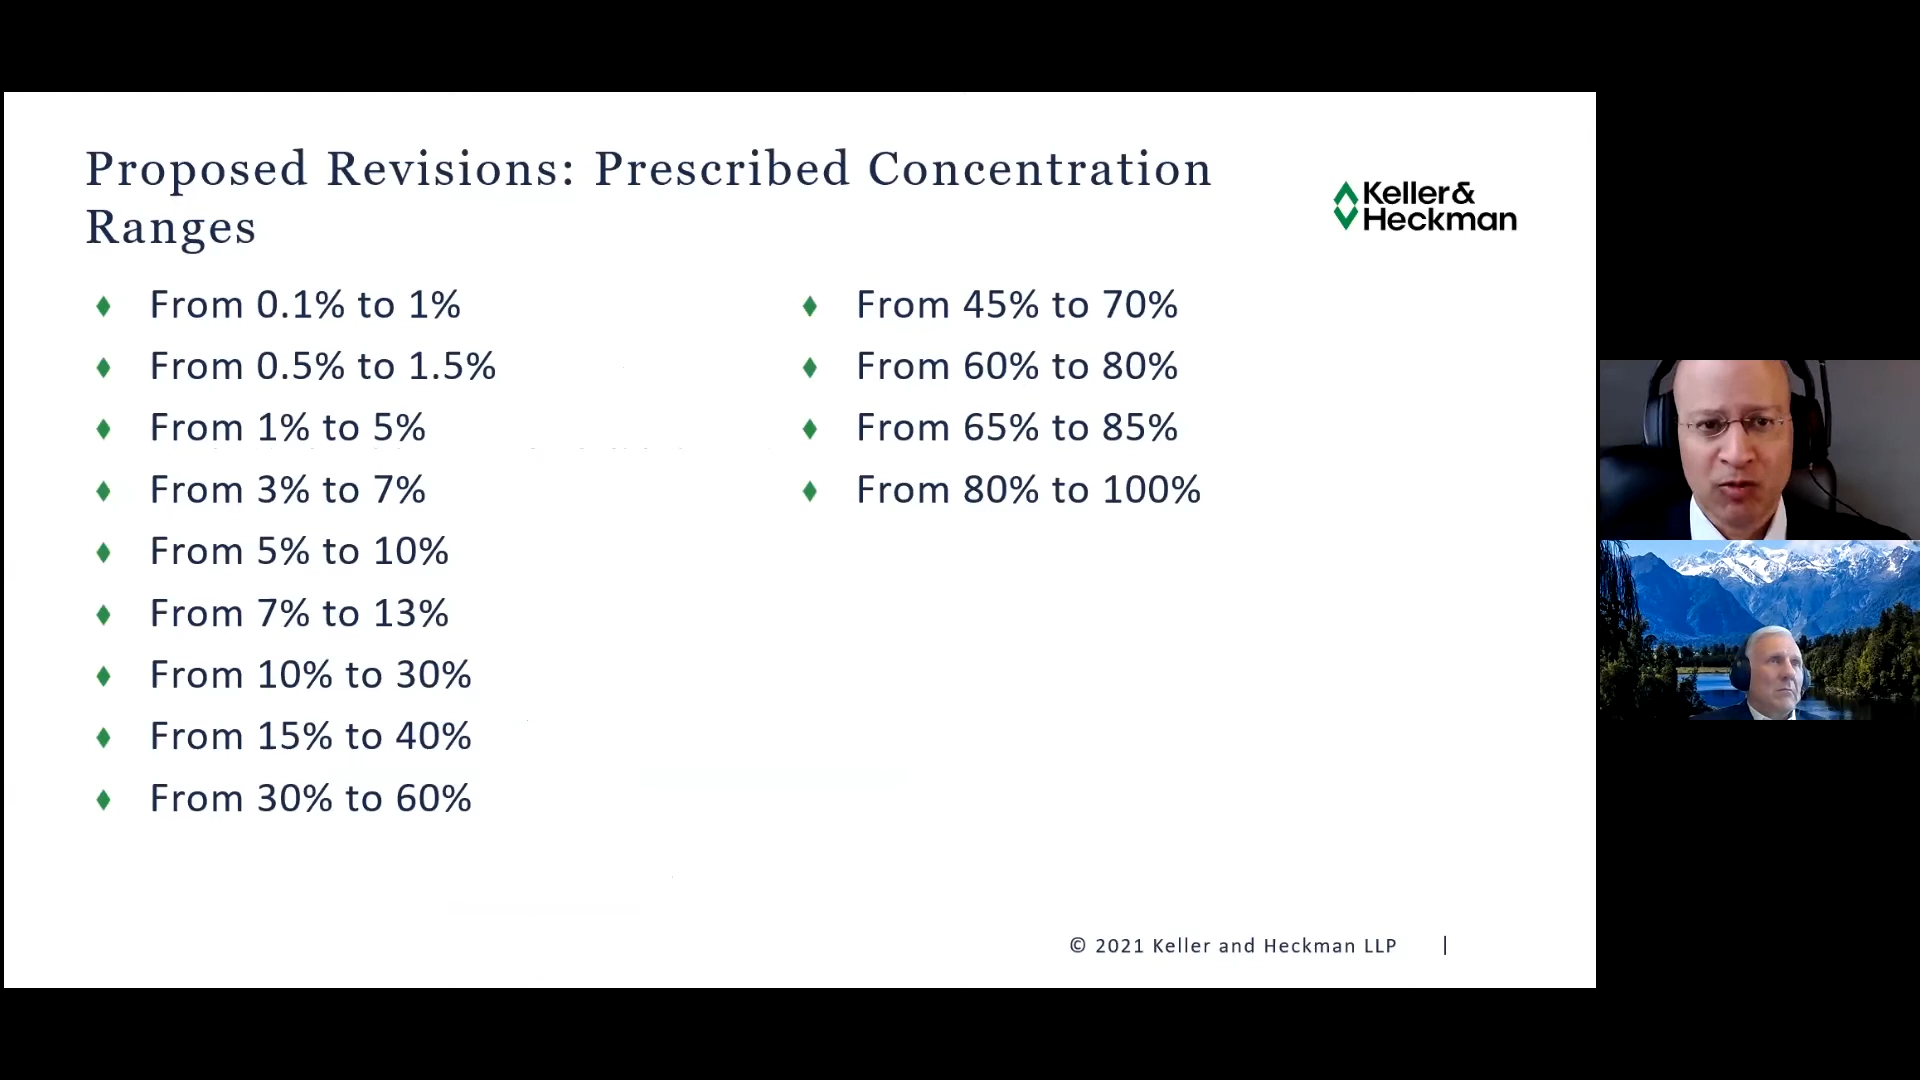 Proposed Revisions: Prescribed Concentration
Ranges
Keller&
Heckman
From 0.1% to 1%
From 0.5% to 1.5%
From 1% to 5%
From 3% to 7%
From 5% to 10%
From 7% to 13%
From 10% to 30%
From 15% to 40%
From 30% to 60%
From 45% to 70%
From 60% to 80%
From 65% to 85%
From 80% to 100%
© 2021 Keller and Heckman LLP |